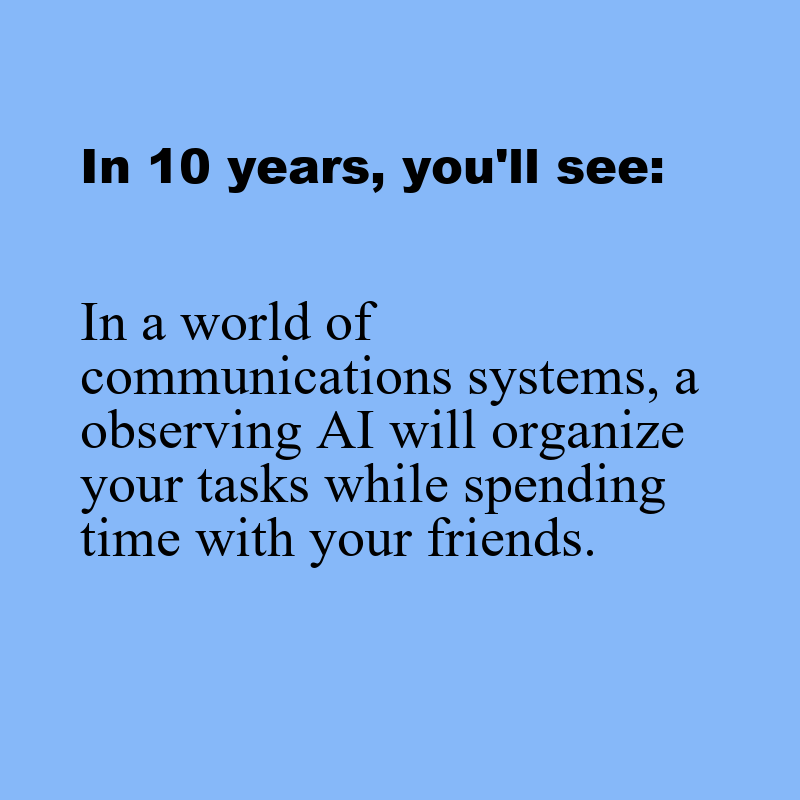 In 10 years, you'll see:
In a world of
communications systems, a
observing AI will organize
your tasks while spending
time with your friends.